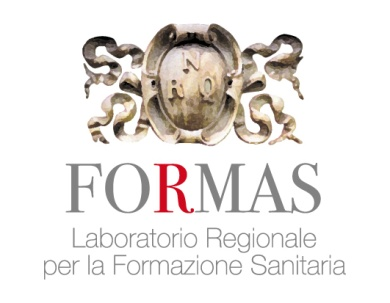 N
R Q
FORMAS
Laboratorio Regionale
per la Formazione Sanitaria